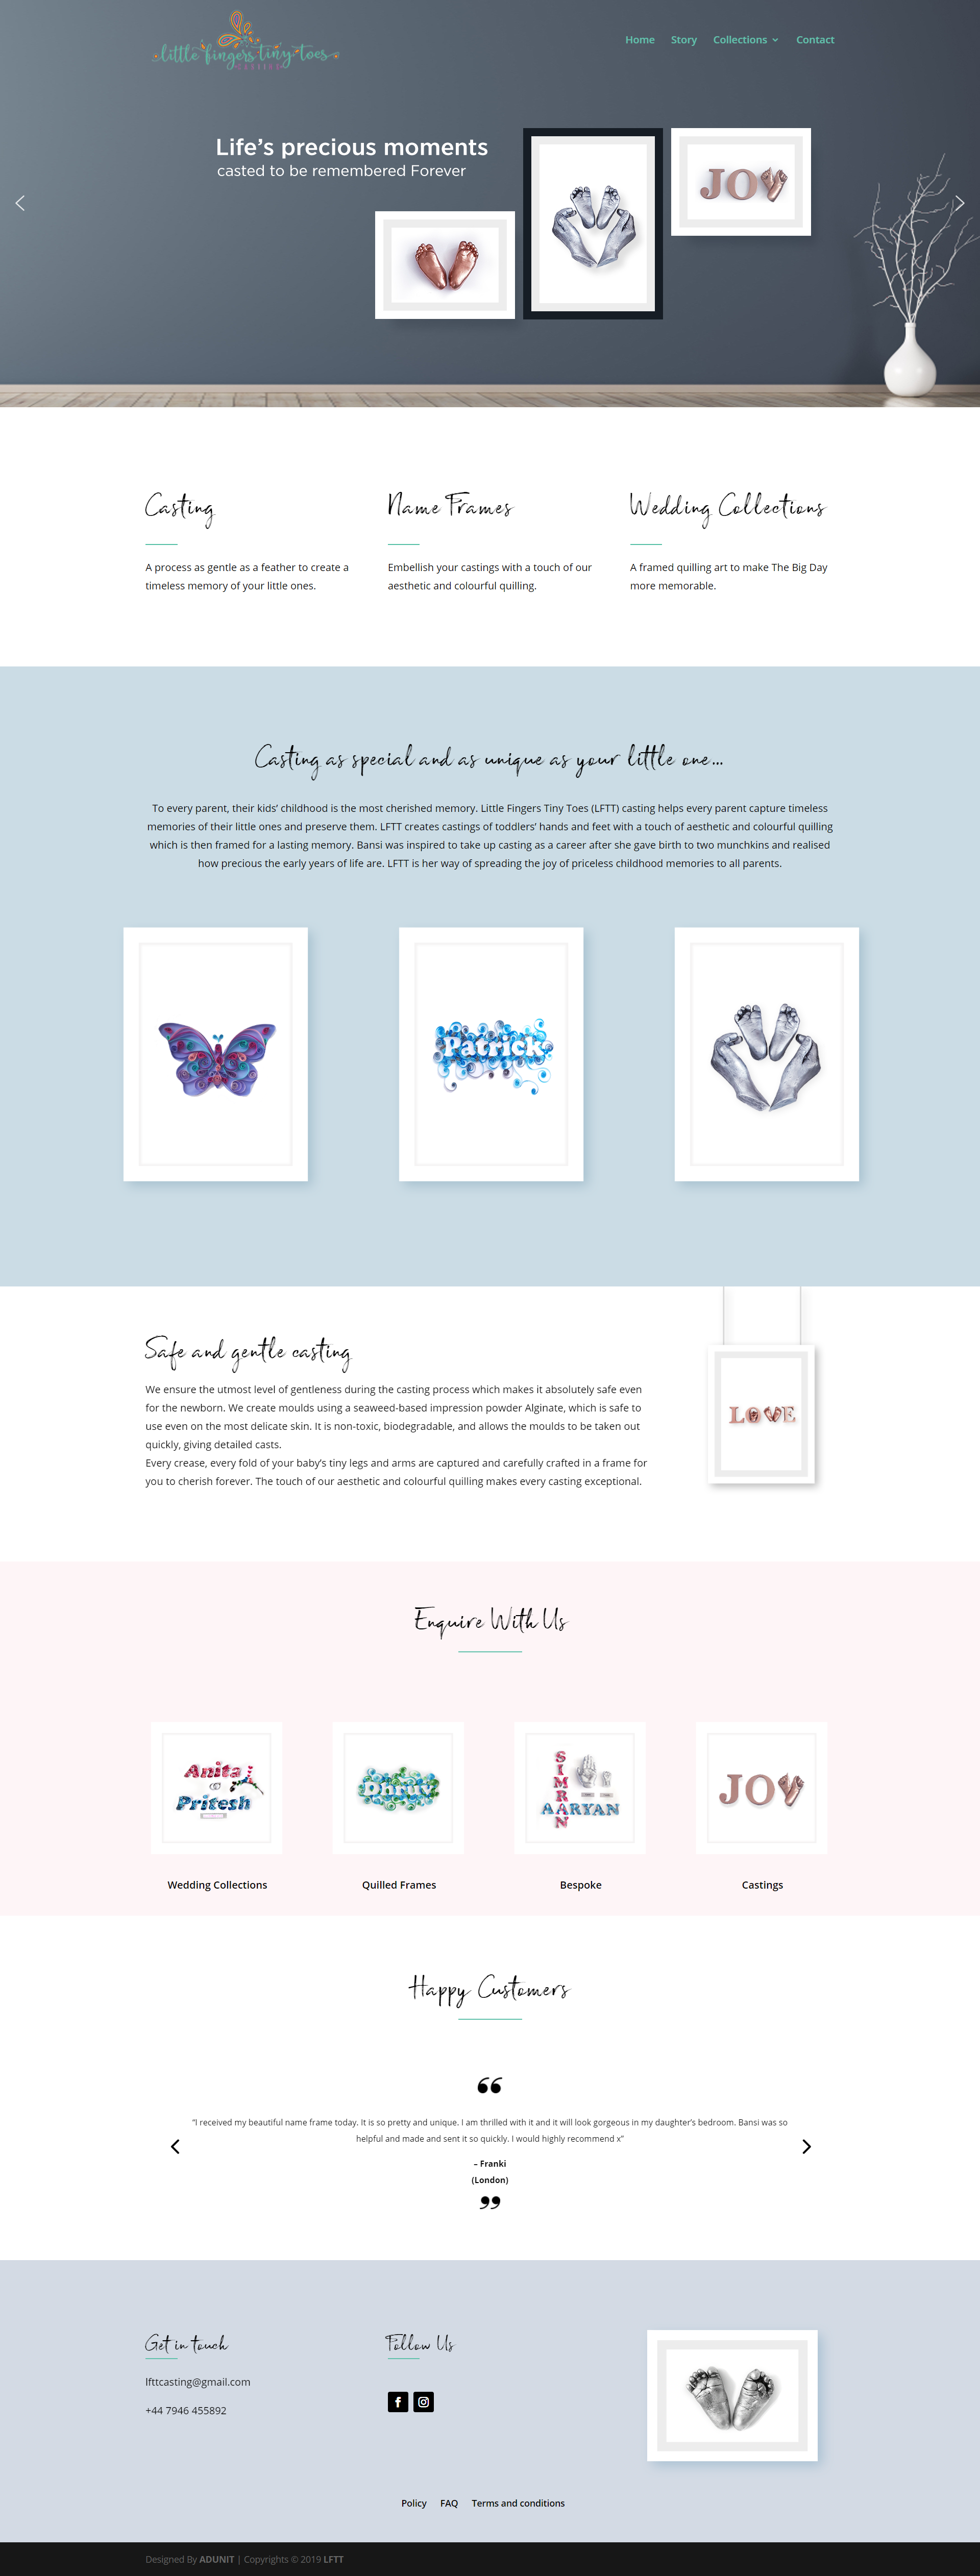 little fingers tiny toes
Home Story Collections Contact
Life’s precious moments
casted to be remembered Forever
JOY
Casting
Name Frames
Wedding Collections
A process as gentle as a feather to create a
timeless memory of your little ones.
Embellish your castings with a touch of our
aesthetic and colourful quilling.
A framed quilling art to make The Big Day
more memorable.
Casting as special and as unique as your little one...
To every parent, their kids’ childhood is the most cherished memory. Little Fingers Tiny Toes (LFTT) casting helps every parent capture timeless
memories of their little ones and preserve them. LFTT creates castings of toddlers’ hands and feet with a touch of aesthetic and colourful quilling
which is then framed for a lasting memory. Bansi was inspired to take up casting as a career after she gave birth to two munchkins and realised
how precious the early years of life are. LFTT is her way of spreading the joy of priceless childhood memories to all parents.
Patrick
Safe and gentle casting
We ensure the utmost level of gentleness during the casting process which makes it absolutely safe even
for the newborn. We create moulds using a seaweed-based impression powder Alginate, which is safe to
use even on the most delicate skin. It is non-toxic, biodegradable, and allows the moulds to be taken out
quickly, giving detailed casts.
Every crease, every fold of your baby’s tiny legs and arms are captured and carefully crafted in a frame for
you to cherish forever. The touch of our aesthetic and colourful quilling makes every casting exceptional.
LOVE
Enquire With Us
Anita
Pritesh
Dhruv
SIMRAN
AARYAN
JOY
Wedding Collections
Quilled Frames
Bespoke
Castings
Happy Customers
“
“I received my beautiful name frame today. It is so pretty and unique. I am thrilled with it and it will look gorgeous in my daughter’s bedroom. Bansi was so
helpful and made and sent it so quickly. I would highly recommend x”
– Franki
(London)
”
Get in touch
lfttcasting@gmail.com
+44 7946 455892
Follow Us
Policy FAQ Terms and conditions
Designed By ADUNIT | Copyrights © 2019 LFTT